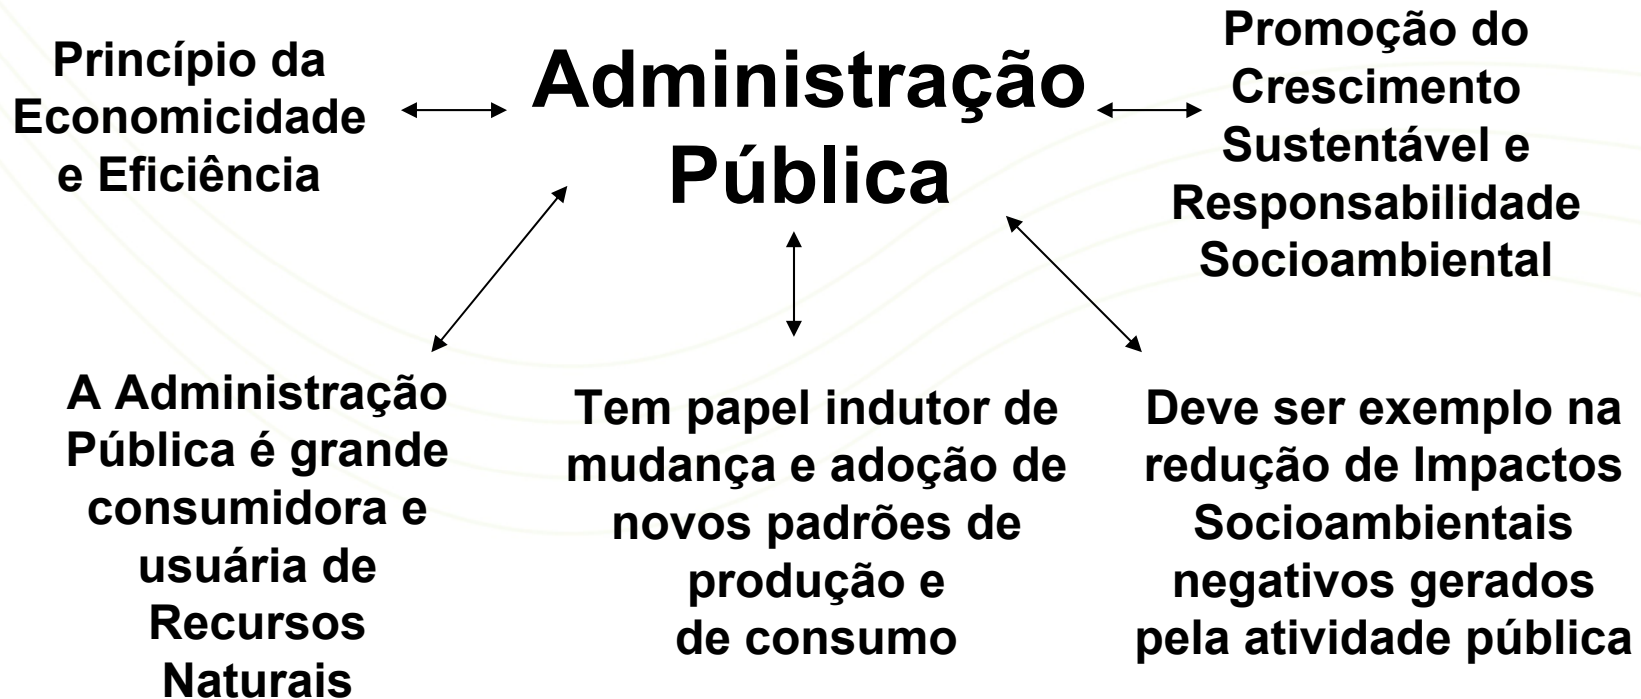 Princípio da
Economicidade
e Eficiência
Administração
Pública
Promoção do
Crescimento
Sustentável e
Responsabilidade
Socioambiental
A Administração
Pública é grande
consumidora e
usuária de
Recursos
Naturais
Tem papel indutor de
mudança e adoção de
novos padrões de
produção e
de consumo
Deve ser exemplo na
redução de Impactos
Socioambientais
negativos gerados
pela atividade pública